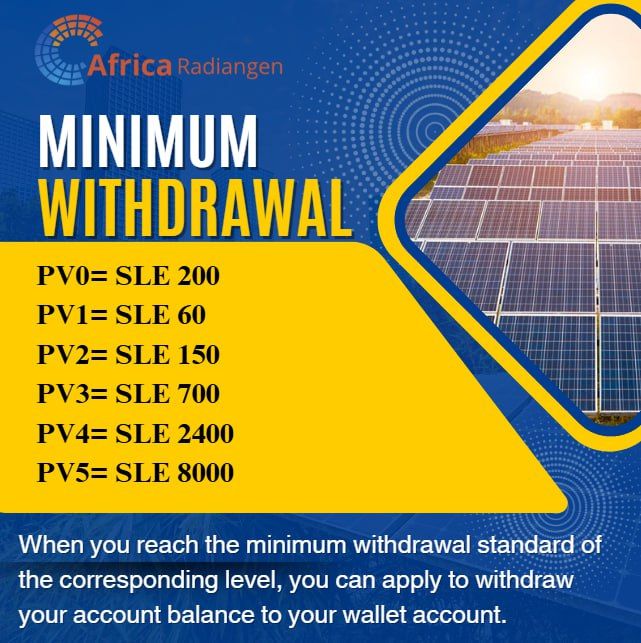 Africa Radiangen
MINIMUM
WITHDRAWAL
PV0= SLE 200
PV1= SLE 60
PV2= SLE 150
PV3= SLE 700
PV4= SLE 2400
PV5= SLE 8000
When you reach the minimum withdrawal standard of
the corresponding level, you can apply to withdraw
your account balance to your wallet account.